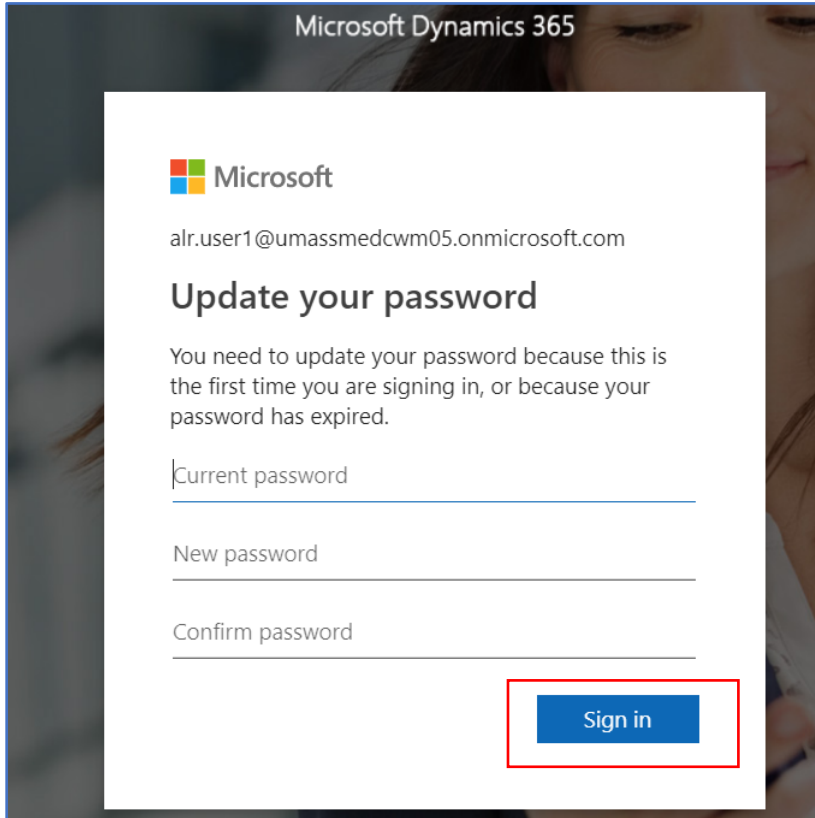 Microsoft Dynamics 365
Microsoft
alr.user1@umassmedcwm05.onmicrosoft.com
Update your password
You need to update your password because this is
the first time you are signing in, or because your
password has expired.
Current password
New password
Confirm password
Sign in